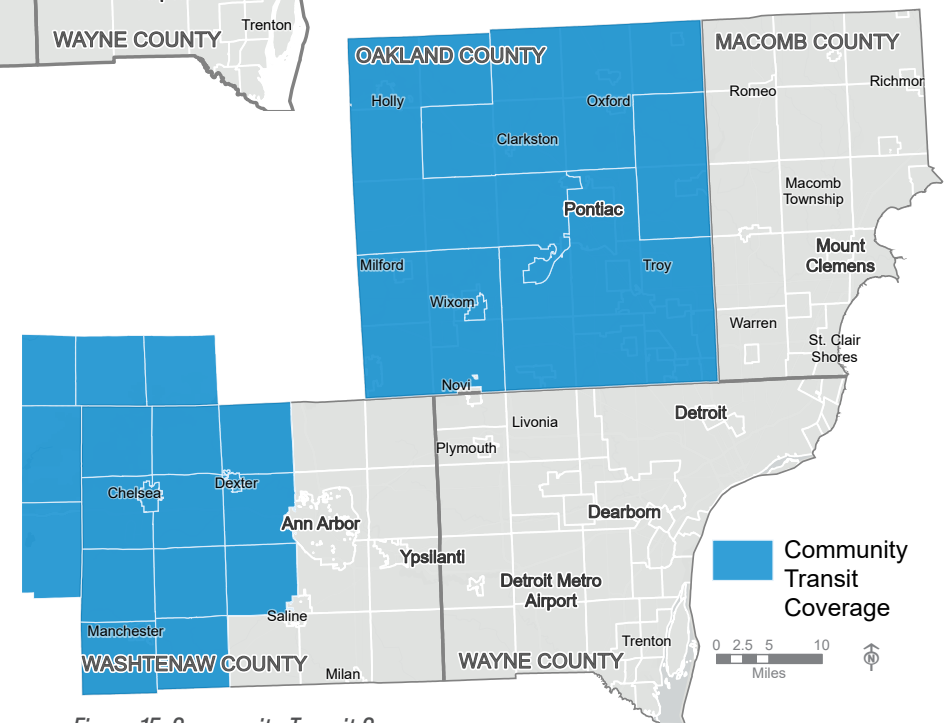 Trenton
WAYNE COUNTY
OAKLAND COUNTY
MACOMB COUNTY
Holly
Oxford
Romeo
Clarkston
Macomb
Township
Pontiac
Mount
Clemens
Milford
Troy
Wixom
Warren
St. Clair
Shores
Novi
Detroit
Livonia
Plymouth
Chelsea
Dexter
Ann Arbor
Dearborn
Ypsilanti
Detroit Metro
Airport
Community
Transit
Coverage
Saline
Manchester
Trenton
WASHTENAW COUNTY
WAYNE COUNTY
Milan
0 2.5 5 10
Miles
N